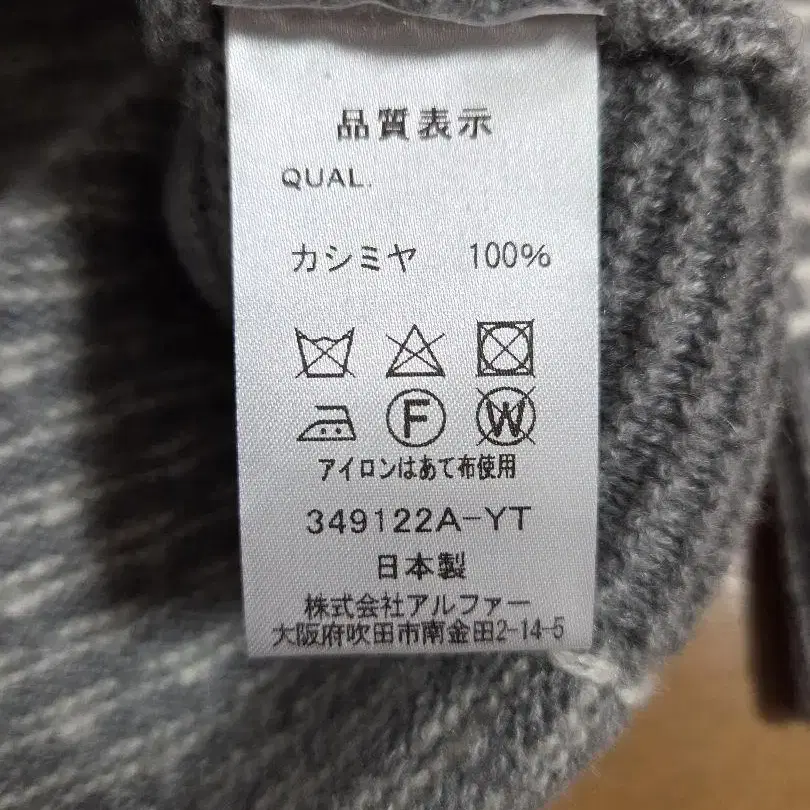 品質表示
QUAL.
カシミヤ 100%
F W
アイロンはあて布使用
349122A-YT
日本製
株式会社アルファー
大阪府吹田市南金田2-14-5